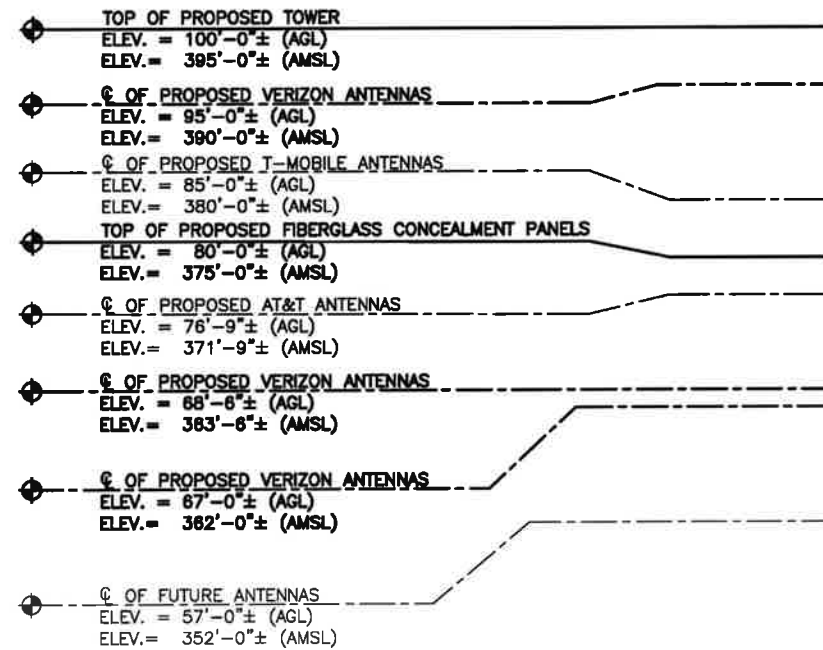 TOP OF PROPOSED TOWER
ELEV. = 100'-0"± (AGL)
ELEV.= 395'-0"± (AMSL)
℄ OF PROPOSED VERIZON ANTENNAS
ELEV. = 95'-0"± (AGL)
ELEV.= 390'-0"± (AMSL)
℄ OF PROPOSED T-MOBILE ANTENNAS
ELEV. = 85'-0"± (AGL)
ELEV.= 380'-0"± (AMSL)
TOP OF PROPOSED FIBERGLASS CONCEALMENT PANELS
ELEV. = 80'-0"± (AGL)
ELEV.= 375'-0"± (AMSL)
℄ OF PROPOSED AT&T ANTENNAS
ELEV. = 76'-9"± (AGL)
ELEV.= 371'-9"± (AMSL)
℄ OF PROPOSED VERIZON ANTENNAS
ELEV. = 68'-6"± (AGL)
ELEV.= 363'-6"± (AMSL)
℄ OF PROPOSED VERIZON ANTENNAS
ELEV. = 67'-0"± (AGL)
ELEV.= 362'-0"± (AMSL)
℄ OF FUTURE ANTENNAS
ELEV. = 57'-0"± (AGL)
ELEV.= 352'-0"± (AMSL)